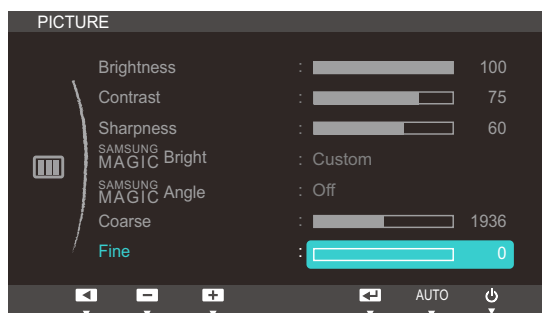 PICTURE
Brightness : 100
Contrast : 75
Sharpness : 60
SAMSUNG MAGIC Bright : Custom
SAMSUNG MAGIC Angle : Off
Coarse : 1936
Fine : 0
AUTO